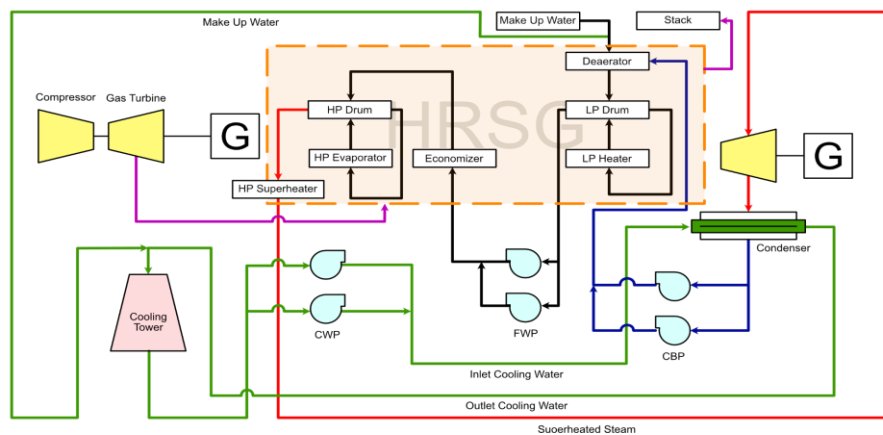 Make Up Water
Make Up Water
Stack
Deaerator
Compressor
Gas Turbine
HRSG
HP Drum
LP Drum
G
HP Evaporator
Economizer
LP Heater
G
HP Superheater
Condenser
Cooling
Tower
CWP
FWP
CBP
Inlet Cooling Water
Outlet Cooling Water
Suoerheated Steam